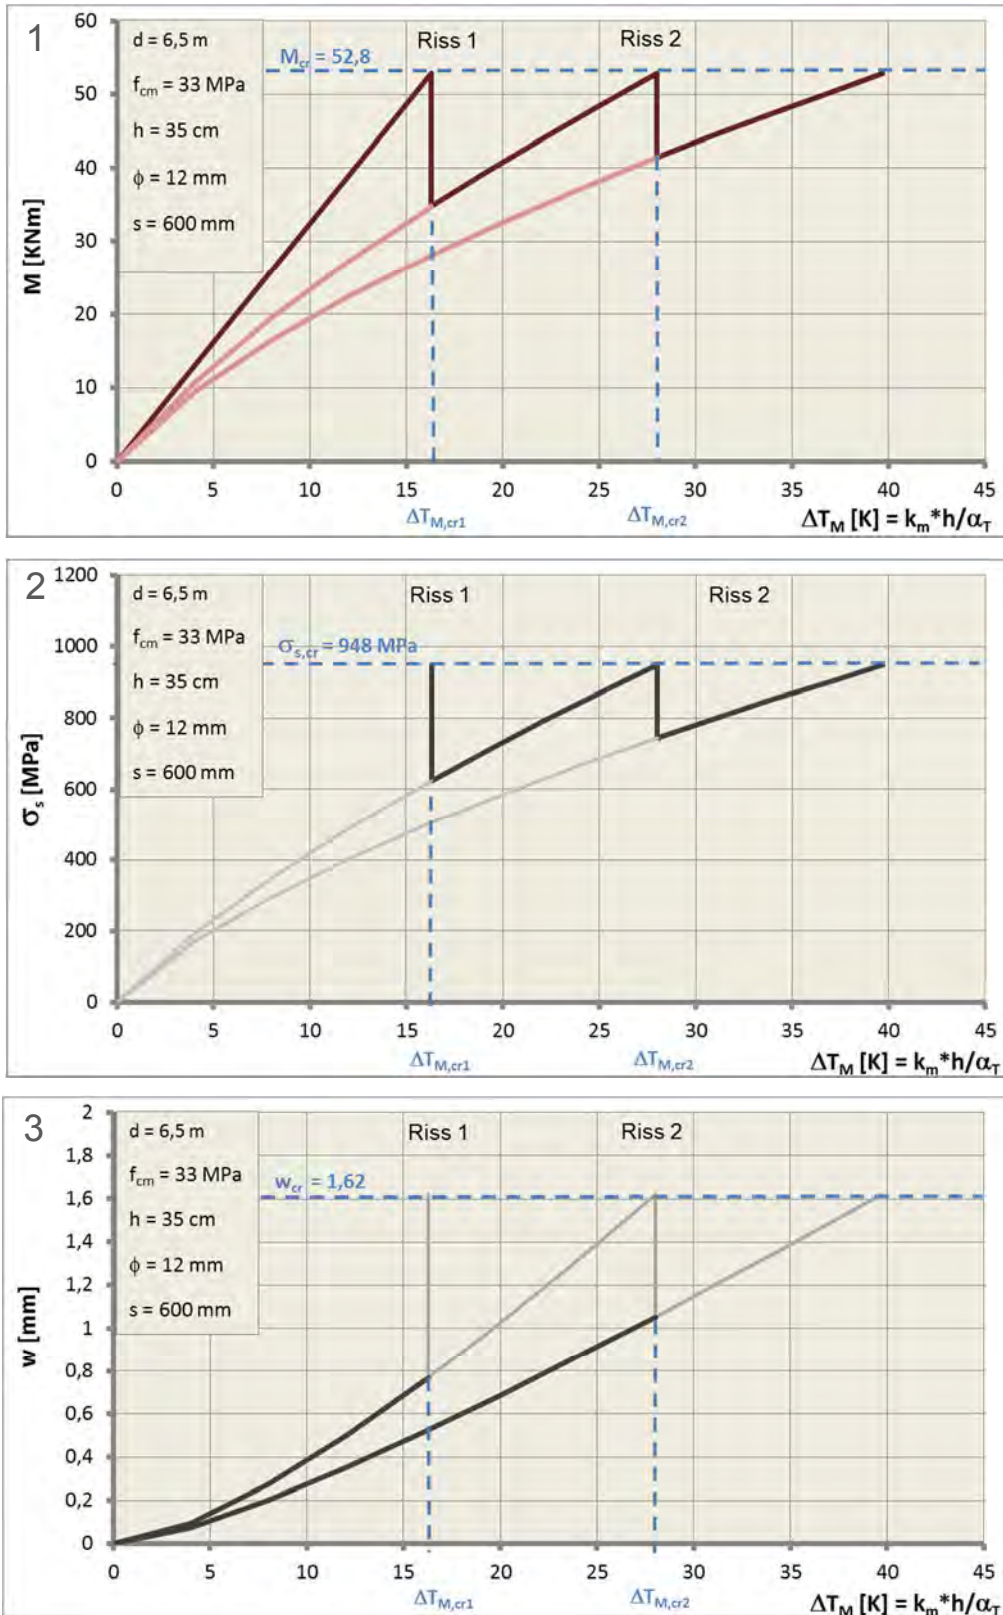 1
d = 6,5 m
f_cm = 33 MPa
h = 35 cm
ϕ = 12 mm
s = 600 mm
M_cr = 52,8
Riss 1
Riss 2
M [KNm]
60
50
40
30
20
10
0
0 5 10 15 20 25 30 35 40 45
ΔT_M,cr1
ΔT_M,cr2
ΔT_M [K] = k_m*h/α_T
2
d = 6,5 m
f_cm = 33 MPa
h = 35 cm
ϕ = 12 mm
s = 600 mm
σ_s,cr = 948 MPa
Riss 1
Riss 2
σ_s [MPa]
1200
1000
800
600
400
200
0
0 5 10 15 20 25 30 35 40 45
ΔT_M,cr1
ΔT_M,cr2
ΔT_M [K] = k_m*h/α_T
3
d = 6,5 m
f_cm = 33 MPa
h = 35 cm
ϕ = 12 mm
s = 600 mm
w_cr = 1,62
Riss 1
Riss 2
w [mm]
2
1,8
1,6
1,4
1,2
1
0,8
0,6
0,4
0,2
0
0 5 10 15 20 25 30 35 40 45
ΔT_M,cr1
ΔT_M,cr2
ΔT_M [K] = k_m*h/α_T